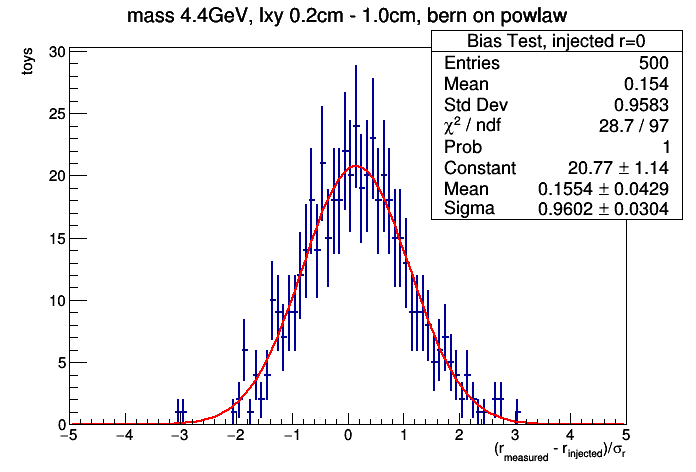 mass 4.4GeV, lxy 0.2cm - 1.0cm, bern on powlaw
Bias Test, injected r=0
Entries 500
Mean 0.154
Std Dev 0.9583
χ² / ndf 28.7 / 97
Prob 1
Constant 20.77 ± 1.14
Mean 0.1554 ± 0.0429
Sigma 0.9602 ± 0.0304
toys
30
25
20
15
10
5
0
−5 −4 −3 −2 −1 0 1 2 3 4 5
(r_measured - r_injected)/σ_r